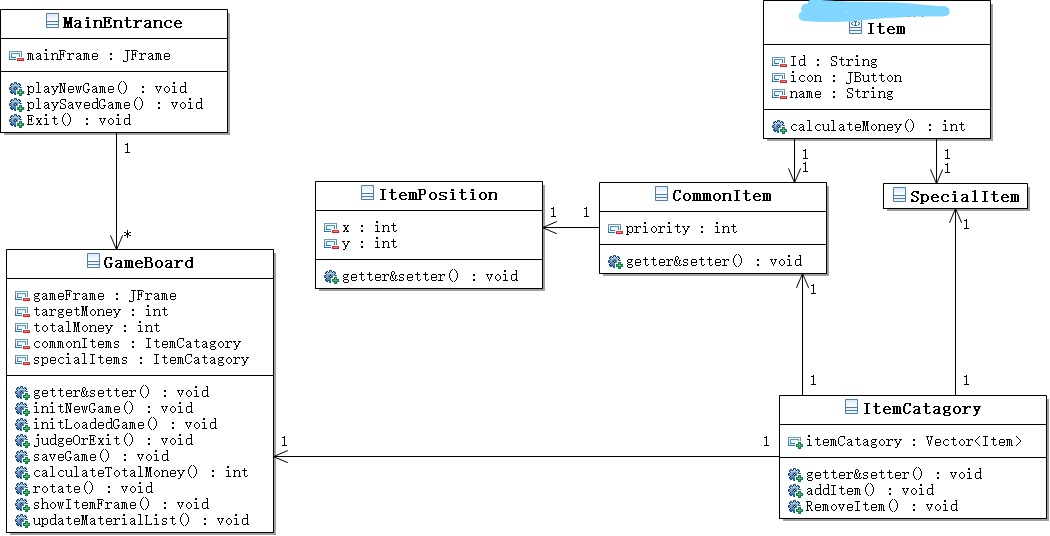 MainEntrance
mainFrame : JFrame
playNewGame() : void
playSavedGame() : void
Exit() : void
1
*
GameBoard
gameFrame : JFrame
targetMoney : int
totalMoney : int
commonItems : ItemCatagory
specialItems : ItemCatagory
getter&setter() : void
initNewGame() : void
initLoadedGame() : void
judgeOrExit() : void
saveGame() : void
calculateTotalMoney() : int
rotate() : void
showItemFrame() : void
updateMaterialList() : void
ItemPosition
x : int
y : int
getter&setter() : void
1
1
CommonItem
priority : int
getter&setter() : void
Item
Id : String
icon : JButton
name : String
calculateMoney() : int
1
1
1
1
SpecialItem
1
1
1
1
ItemCatagory
itemCatagory : Vector<Item>
getter&setter() : void
addItem() : void
RemoveItem() : void
1
1